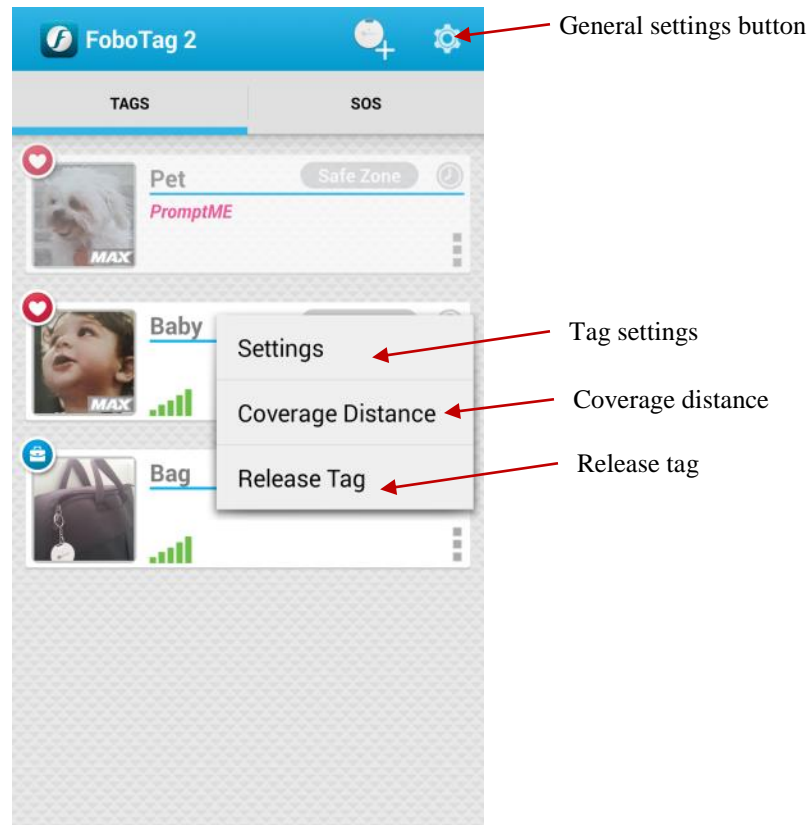 FoboTag 2
General settings button
TAGS
SOS
Pet
Safe Zone
PromptME
MAX
Baby
Settings
Tag settings
MAX
Coverage Distance
Coverage distance
Bag
Release Tag
Release tag